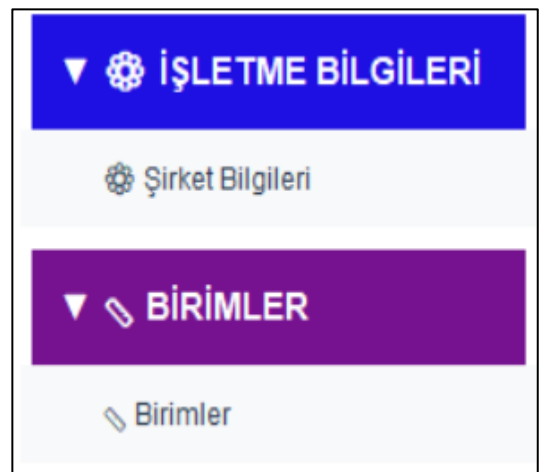 ▼ İŞLETME BİLGİLERİ
Şirket Bilgileri
▼ BİRİMLER
Birimler